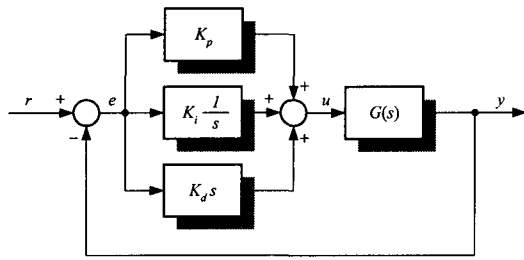 K_p
+
r + e K_i 1/s + u G(s) y
−
+
K_d s